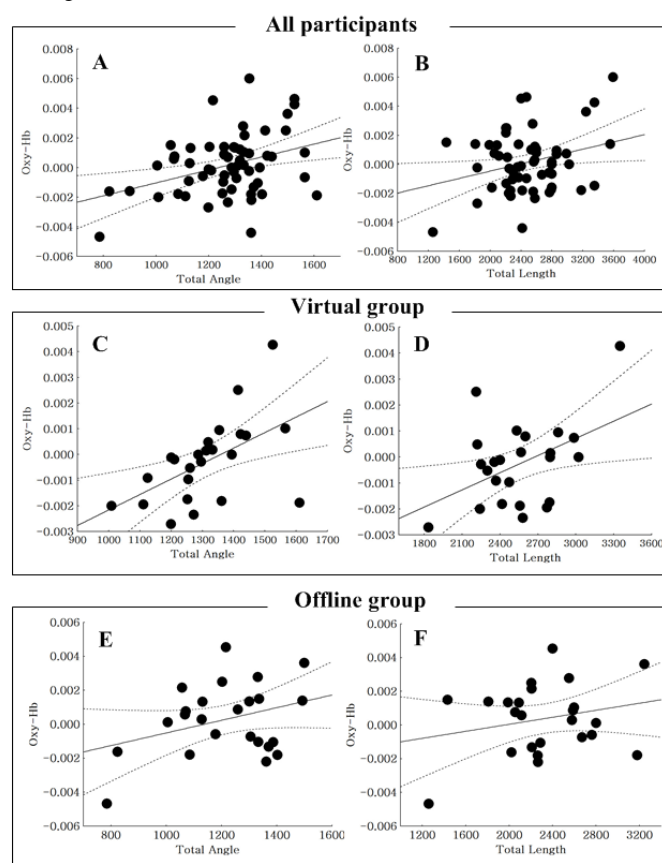 All participants
A
B
Oxy-Hb
0.008
0.006
0.004
0.002
0.000
−0.002
−0.004
−0.006
800 1000 1200 1400 1600
Total Angle
Oxy-Hb
0.008
0.006
0.004
0.002
0.000
−0.002
−0.004
−0.006
800 1200 1600 2000 2400 2800 3200 3600 4000
Total Length
Virtual group
C
D
Oxy-Hb
0.005
0.004
0.003
0.002
0.001
0.000
−0.001
−0.002
−0.003
900 1000 1100 1200 1300 1400 1500 1600 1700
Total Angle
Oxy-Hb
0.005
0.004
0.003
0.002
0.001
0.000
−0.001
−0.002
−0.003
1800 2100 2400 2700 3000 3300 3600
Total Length
Offline group
E
F
Oxy-Hb
0.006
0.004
0.002
0.000
−0.002
−0.004
−0.006
800 1000 1200 1400 1600
Total Angle
Oxy-Hb
0.006
0.004
0.002
0.000
−0.002
−0.004
−0.006
1200 1600 2000 2400 2800 3200
Total Length